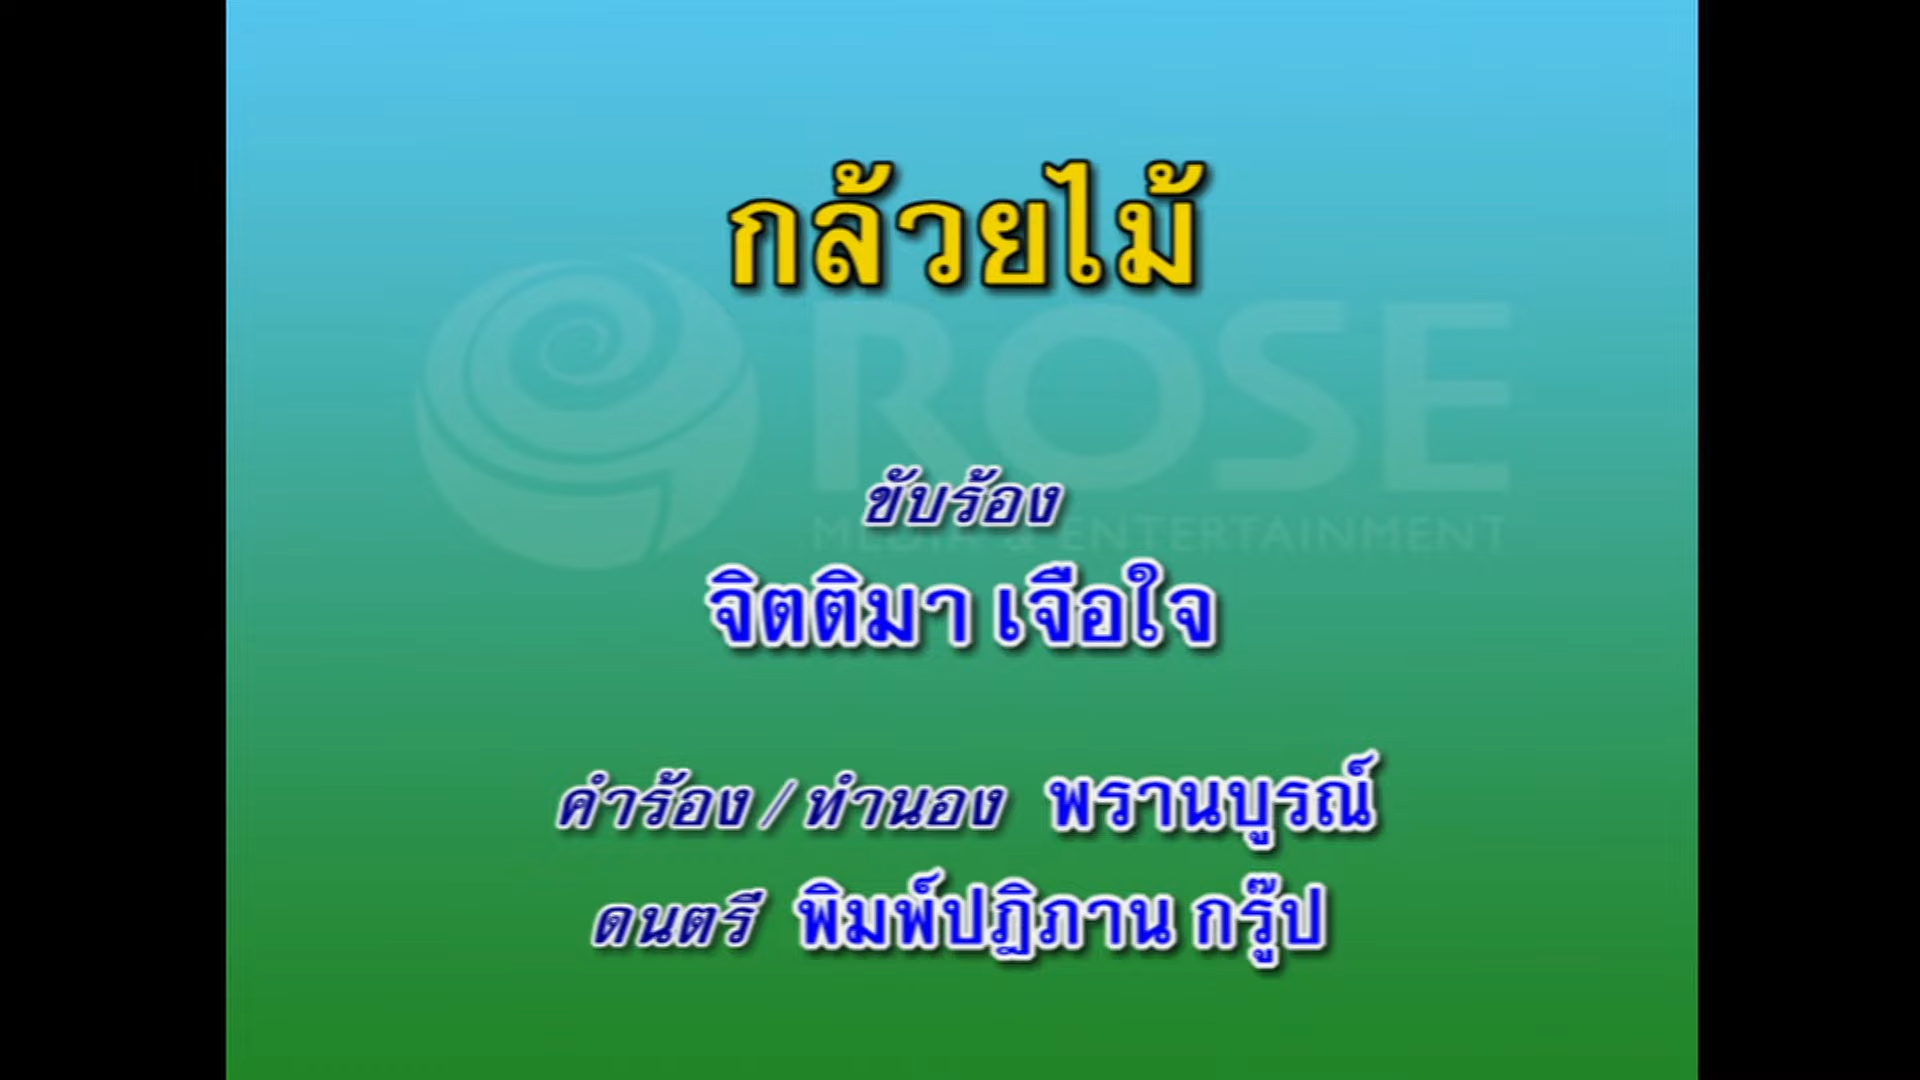 กล้วยไม้
ROSE
MEDIA & ENTERTAINMENT
ขับร้อง
จิตติมา เจือใจ
คำร้อง / ทำนอง พรานบูรณ์
ดนตรี พิมพ์ปฎิภาน กรู๊ป